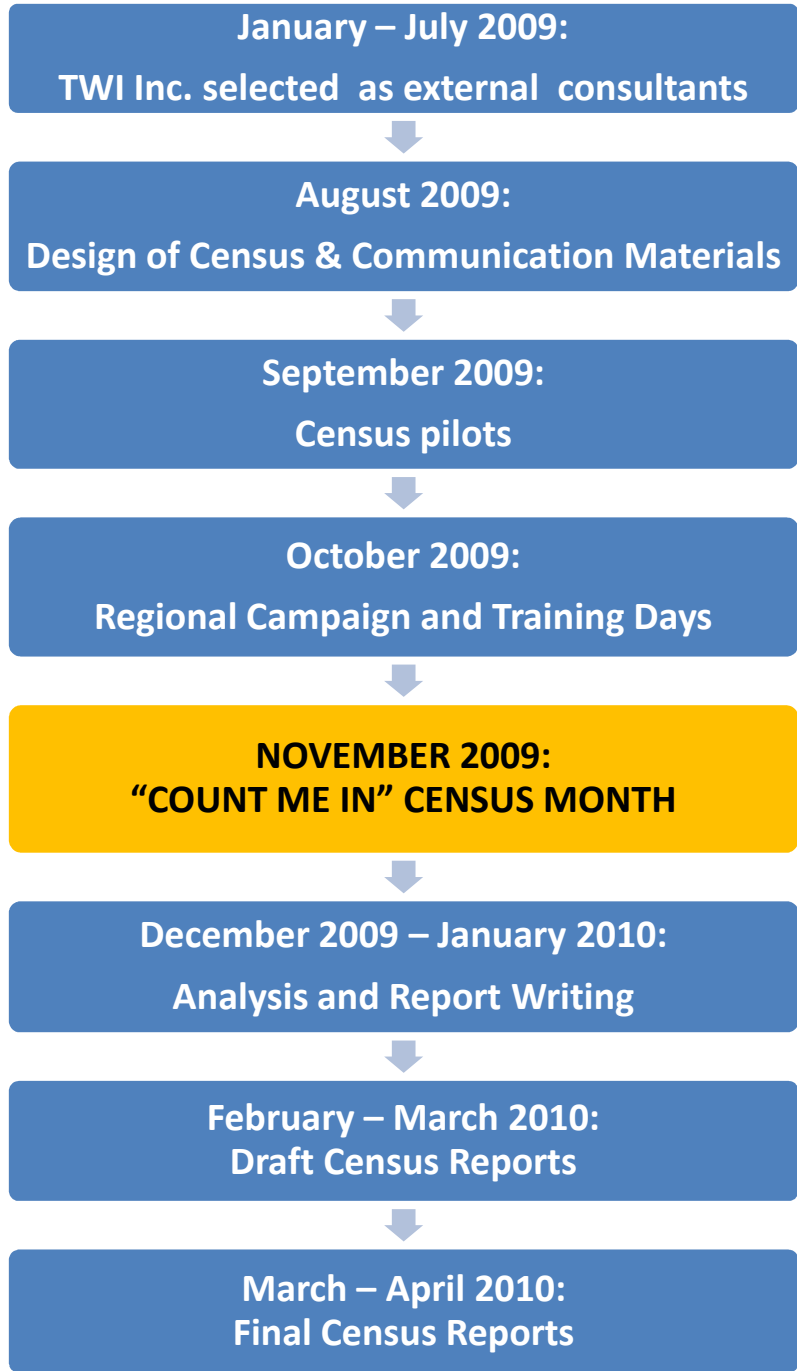 January – July 2009:
TWI Inc. selected as external consultants
August 2009:
Design of Census & Communication Materials
September 2009:
Census pilots
October 2009:
Regional Campaign and Training Days
NOVEMBER 2009:
“COUNT ME IN” CENSUS MONTH
December 2009 – January 2010:
Analysis and Report Writing
February – March 2010:
Draft Census Reports
March – April 2010:
Final Census Reports